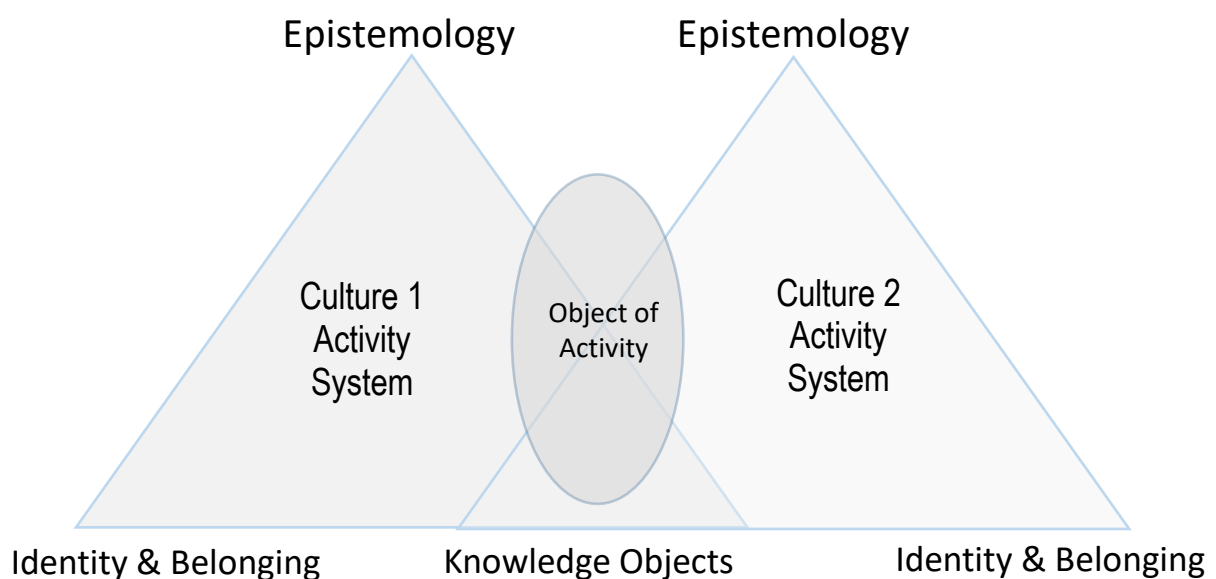 Epistemology
Epistemology
Culture 1
Activity
System
Object of
Activity
Culture 2
Activity
System
Identity & Belonging
Knowledge Objects
Identity & Belonging